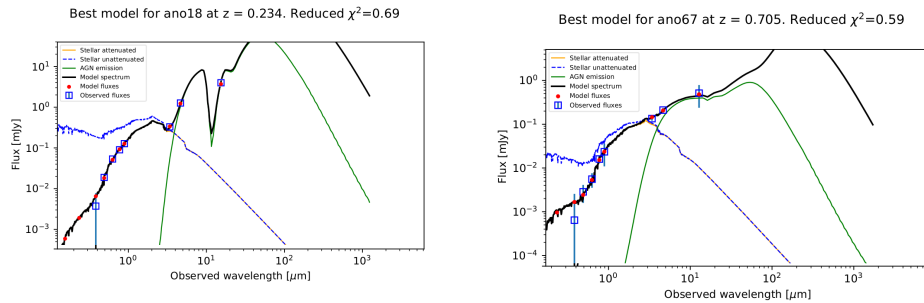 Best model for ano18 at z = 0.234. Reduced χ²=0.69
Stellar attenuated
Stellar unattenuated
AGN emission
Model spectrum
Model fluxes
Observed fluxes
Flux [mJy]
10¹
10⁰
10⁻¹
10⁻²
10⁻³
10⁰
10¹
10²
10³
Observed wavelength [μm]
Best model for ano67 at z = 0.705. Reduced χ²=0.59
Stellar attenuated
Stellar unattenuated
AGN emission
Model spectrum
Model fluxes
Observed fluxes
Flux [mJy]
10⁰
10⁻¹
10⁻²
10⁻³
10⁻⁴
10⁰
10¹
10²
10³
Observed wavelength [μm]